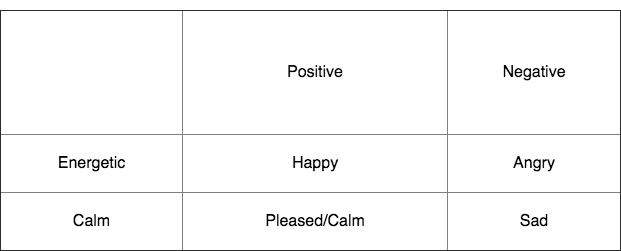 Positive Negative
Energetic Happy Angry
Calm Pleased/Calm Sad